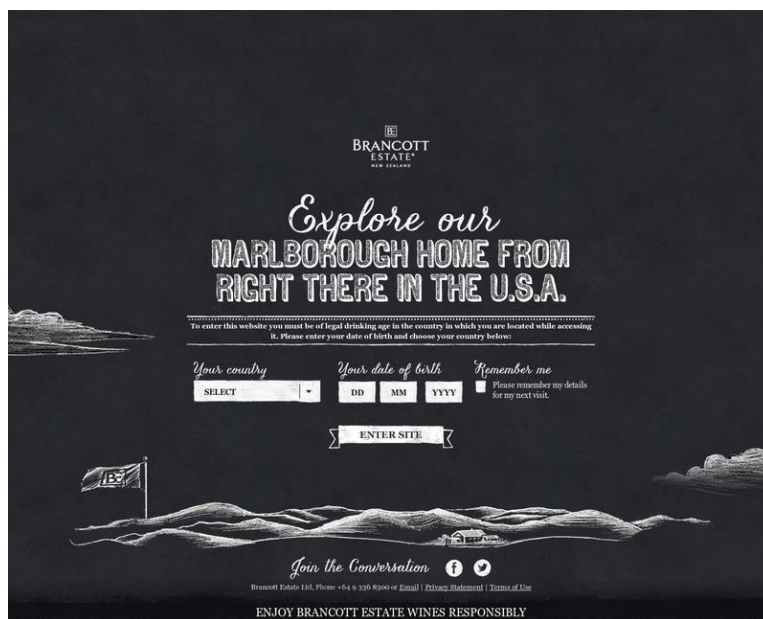 BE
BRANCOTT
ESTATE®
NEW ZEALAND
Explore our
MARLBOROUGH HOME FROM
RIGHT THERE IN THE U.S.A.
To enter this website you must be of legal drinking age in the country in which you are located while accessing
it. Please enter your date of birth and choose your country below:
Your country
Your date of birth
Remember me
SELECT
DD
MM
YYYY
Please remember my details
for my next visit.
ENTER SITE
BE
Join the Conversation
Brancott Estate Ltd, Phone +64 9 336 8300 or Email | Privacy Statement | Terms of Use
ENJOY BRANCOTT ESTATE WINES RESPONSIBLY